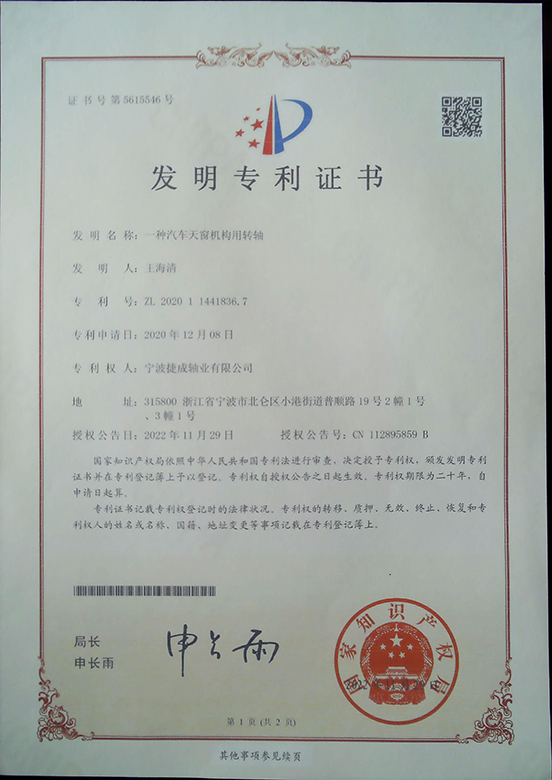 证书号第5615546号
发明专利证书
发明名称：一种汽车天窗机构用转轴
发明人：王海清
专利号：ZL 2020 1 1441836.7
专利申请日：2020年12月08日
专利权人：宁波捷成轴业有限公司
地址：315800 浙江省宁波市北仑区小港街道普顺路19号2幢1号
、3幢1号
授权公告日：2022年11月29日 授权公告号：CN 112895859 B
国家知识产权局依照中华人民共和国专利法进行审查，决定授予专利权，颁发发明专利
证书并在专利登记簿上予以登记。专利权自授权公告之日起生效。专利权期限为二十年，自
申请日起算。
专利证书记载专利权登记时的法律状况。专利权的转移、质押、无效、终止、恢复和专
利权人的姓名或名称、国籍、地址变更等事项记载在专利登记簿上。
局长
申长雨
申长雨
国家知识产权局
第 1 页 (共 2 页)
其他事项参见续页